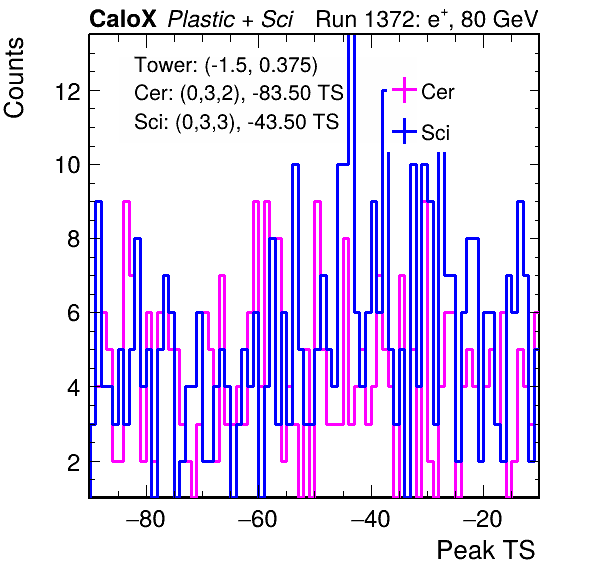 CaloX Plastic + Sci Run 1372: e+, 80 GeV
Counts
Tower: (-1.5, 0.375)
Cer: (0,3,2), -83.50 TS
Sci: (0,3,3), -43.50 TS
Cer
Sci
12
10
8
6
4
2
−80 −60 −40 −20
Peak TS